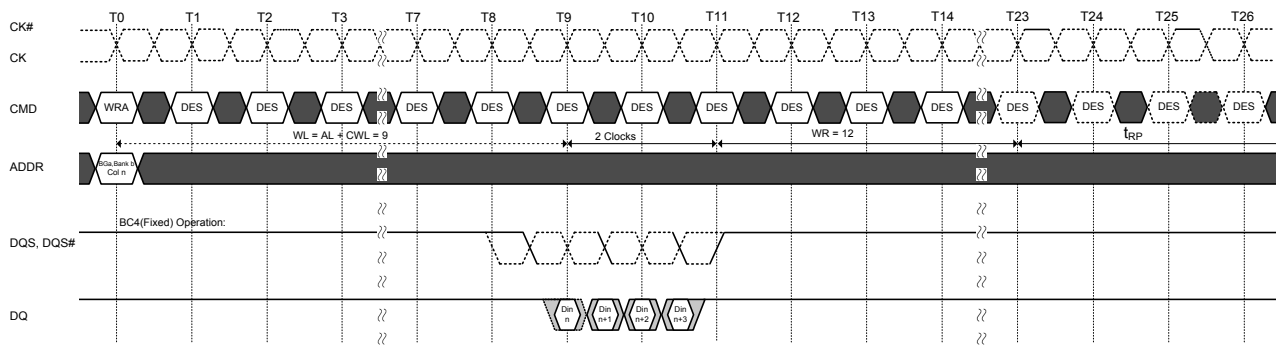 T0 T1 T2 T3 T7 T8 T9 T10 T11 T12 T13 T14 T23 T24 T25 T26
CK#
CK
CMD WRA DES DES DES DES DES DES DES DES DES DES DES DES DES DES DES
WL = AL + CWL = 9 2 Clocks WR = 12 tRP
ADDR BGa,Bank b
Col n
BC4(Fixed) Operation:
DQS, DQS#
DQ Din n Din n+1 Din n+2 Din n+3